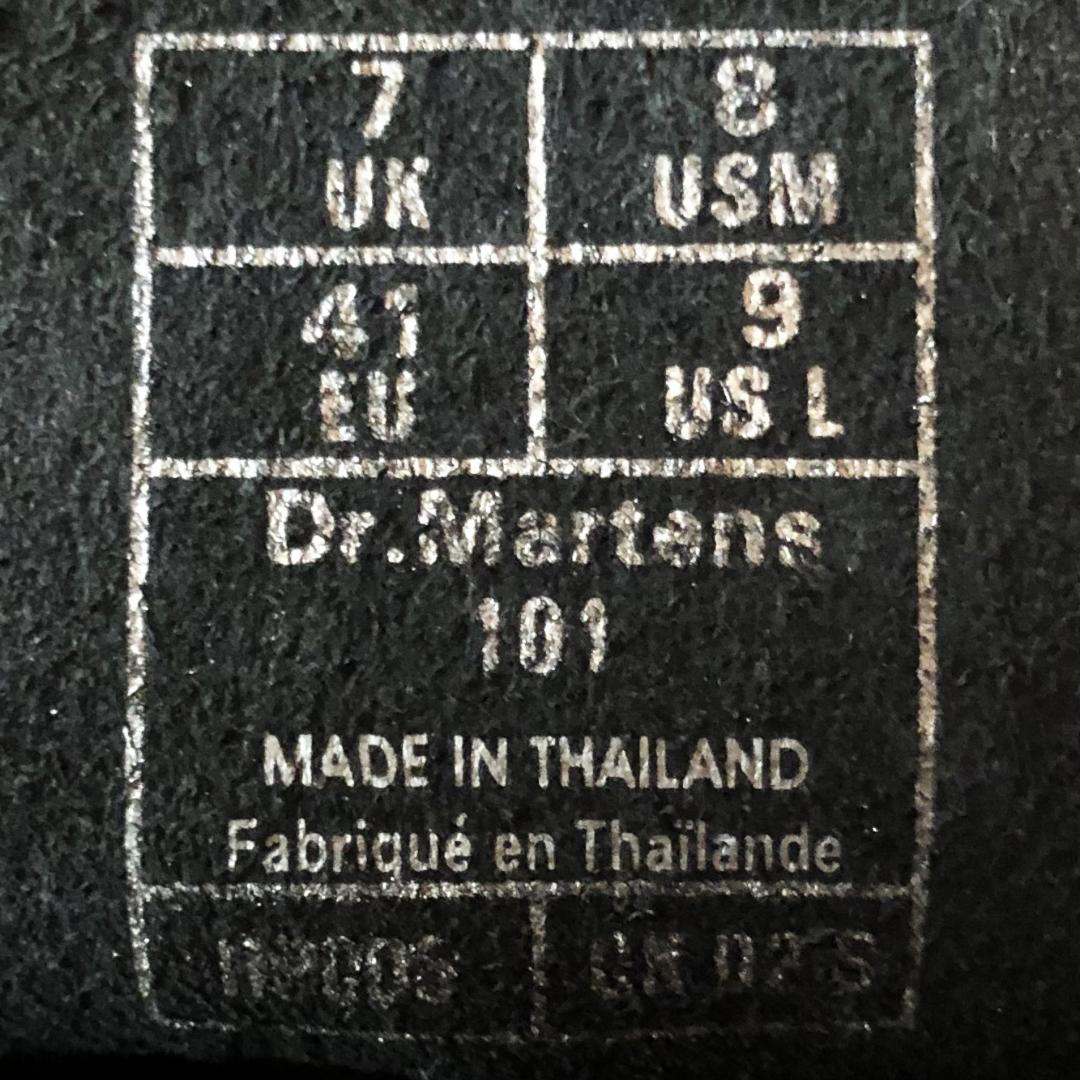 7 8
UK USM
41 9
EU US L
Dr.Martens
101
MADE IN THAILAND
Fabriqué en Thaïlande